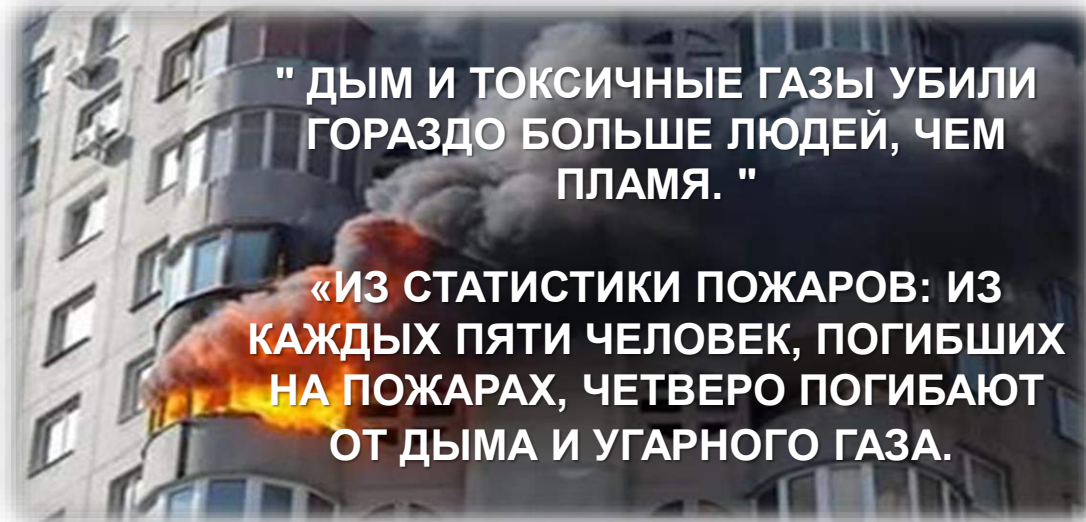 " ДЫМ И ТОКСИЧНЫЕ ГАЗЫ УБИЛИ
ГОРАЗДО БОЛЬШЕ ЛЮДЕЙ, ЧЕМ
ПЛАМЯ. "
«ИЗ СТАТИСТИКИ ПОЖАРОВ: ИЗ
КАЖДЫХ ПЯТИ ЧЕЛОВЕК, ПОГИБШИХ
НА ПОЖАРАХ, ЧЕТВЕРО ПОГИБАЮТ
ОТ ДЫМА И УГАРНОГО ГАЗА.